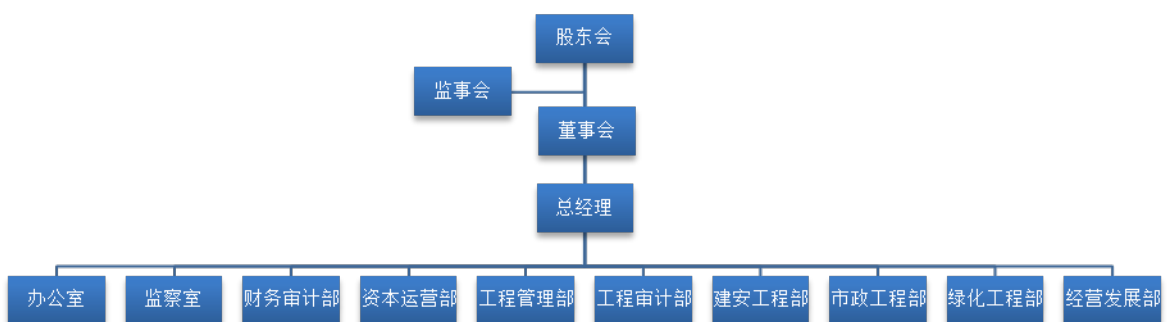 股东会
监事会
董事会
总经理
办公室
监察室
财务审计部
资本运营部
工程管理部
工程审计部
建安工程部
市政工程部
绿化工程部
经营发展部